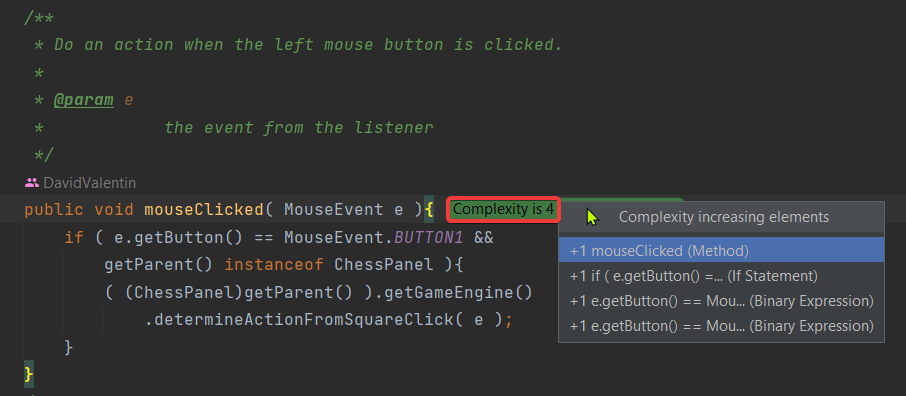 /**
 * Do an action when the left mouse button is clicked.
 *
 * @param e
 *            the event from the listener
 */
DavidValentin
public void mouseClicked( MouseEvent e ){ Complexity is 4
if ( e.getButton() == MouseEvent.BUTTON1 &&
getParent() instanceof ChessPanel ){
( (ChessPanel)getParent() ).getGameEngine()
.determineActionFromSquareClick( e );
}
}
Complexity increasing elements
+1 mouseClicked (Method)
+1 if ( e.getButton() =... (If Statement)
+1 e.getButton() == Mou... (Binary Expression)
+1 e.getButton() == Mou... (Binary Expression)